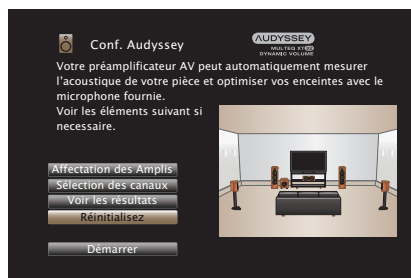 Conf. Audyssey
AUDYSSEY
MULTEQ XT32
DYNAMIC VOLUME
Votre préamplificateur AV peut automatiquement mesurer
l'acoustique de votre pièce et optimiser vos enceintes avec le
microphone fournie.
Voir les éléments suivant si
necessaire.
Affectation des Amplis
Sélection des canaux
Voir les résultats
Réinitialisez
Démarrer